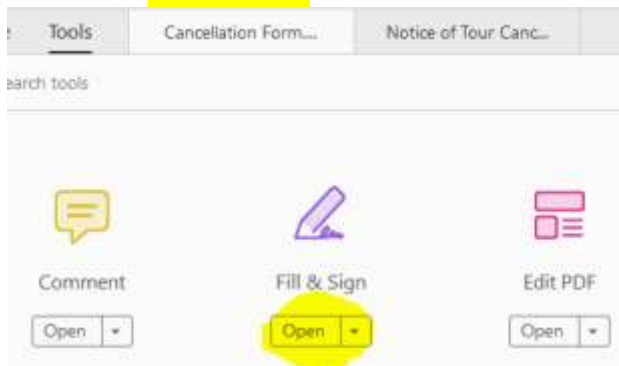 Tools Cancellation Form.... Notice of Tour Canc...
earch tools
Comment Fill & Sign Edit PDF
Open Open Open